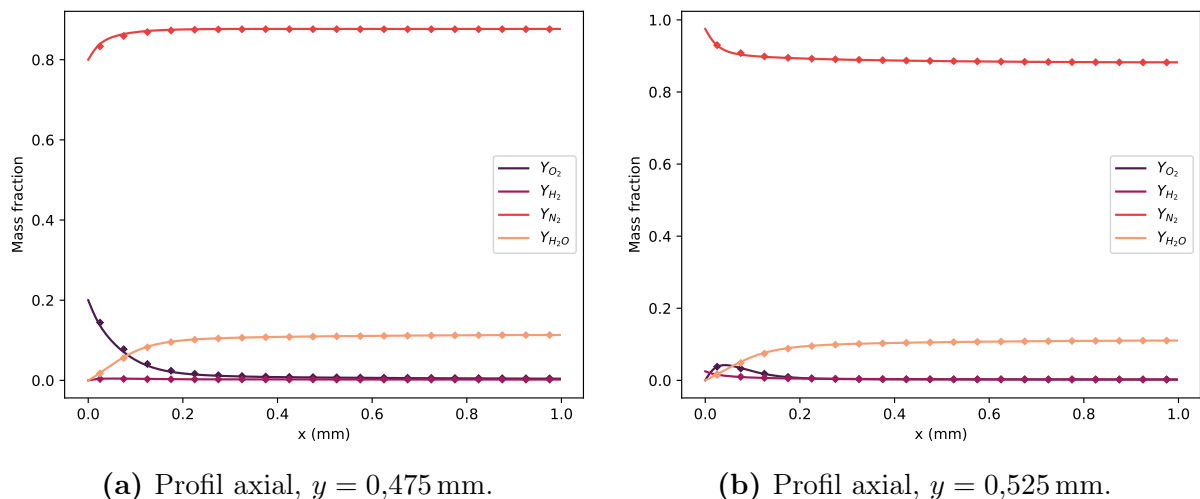 0.8
0.6
0.4
0.2
0.0
Mass fraction
0.0 0.2 0.4 0.6 0.8 1.0
x (mm)
Y_{O_2}
Y_{H_2}
Y_{N_2}
Y_{H_2O}
(a) Profil axial, y = 0,475 mm.
1.0
0.8
0.6
0.4
0.2
0.0
Mass fraction
0.0 0.2 0.4 0.6 0.8 1.0
x (mm)
Y_{O_2}
Y_{H_2}
Y_{N_2}
Y_{H_2O}
(b) Profil axial, y = 0,525 mm.